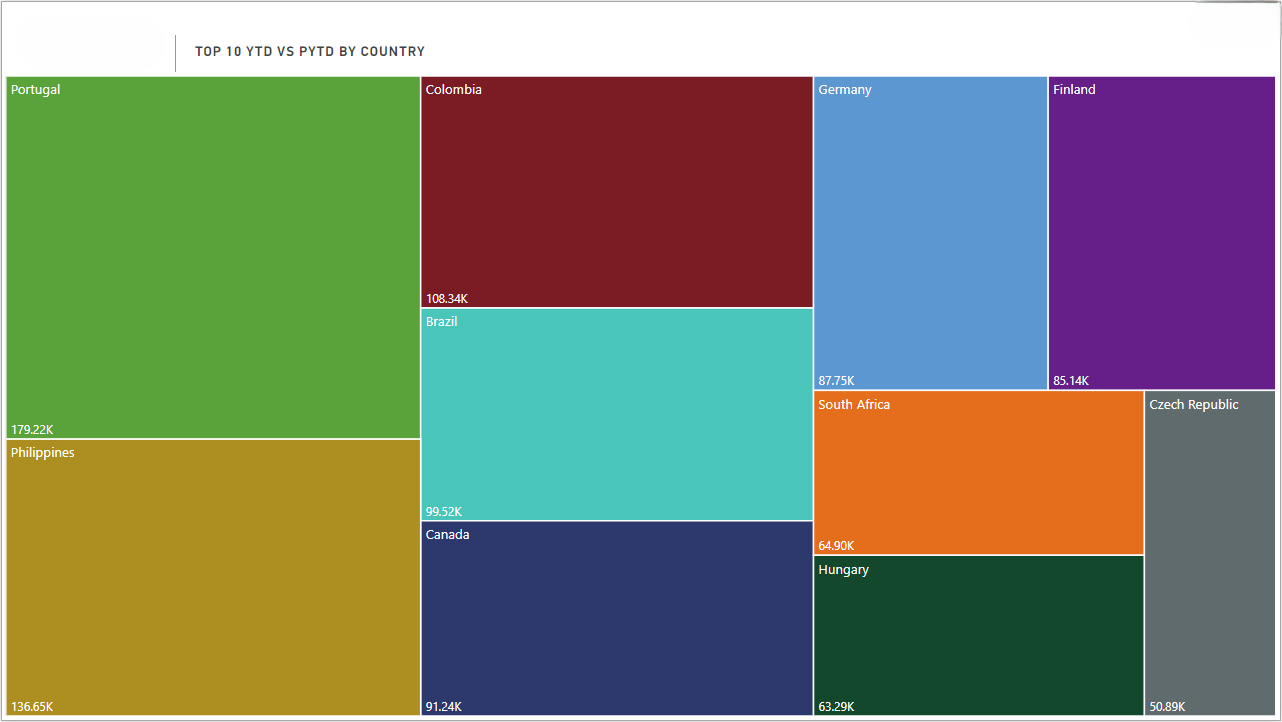 TOP 10 YTD VS PYTD BY COUNTRY
Portugal
179.22K
Philippines
136.65K
Colombia
108.34K
Brazil
99.52K
Canada
91.24K
Germany
87.75K
Finland
85.14K
South Africa
64.90K
Hungary
63.29K
Czech Republic
50.89K